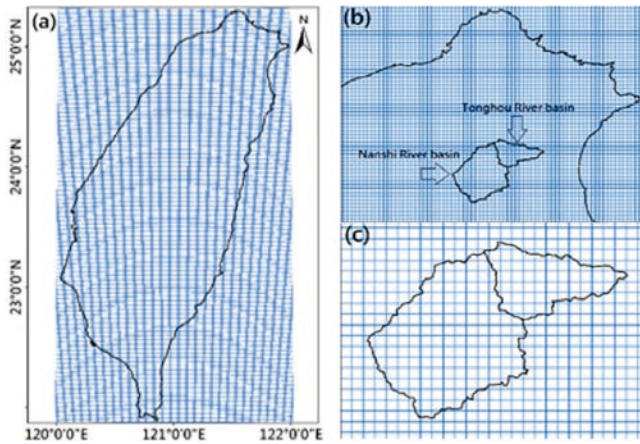 (a)
N
25°0'0"N
24°0'0"N
23°0'0"N
120°0'0"E
121°0'0"E
122°0'0"E
(b)
Tonghou River basin
Nanshi River basin
(c)